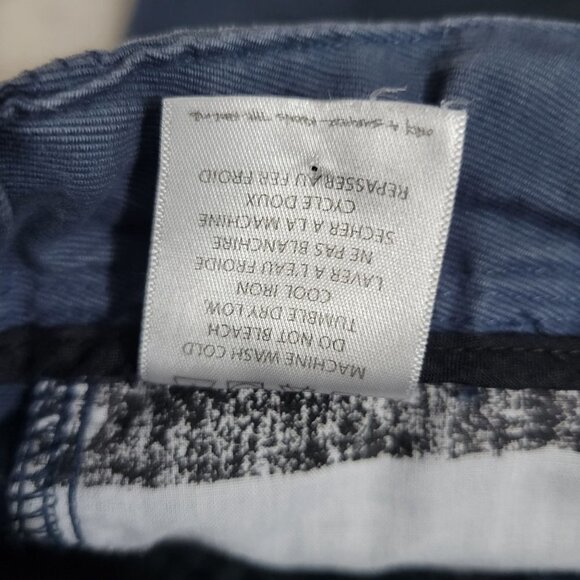 MACHINE WASH COLD
DO NOT BLEACH
TUMBLE DRY LOW,
COOL IRON
LAVER A L'EAU FROIDE
NE PAS BLANCHIRE
SÉCHER A LA MACHINE
CYCLE DOUX
REPASSER AU FER FROID